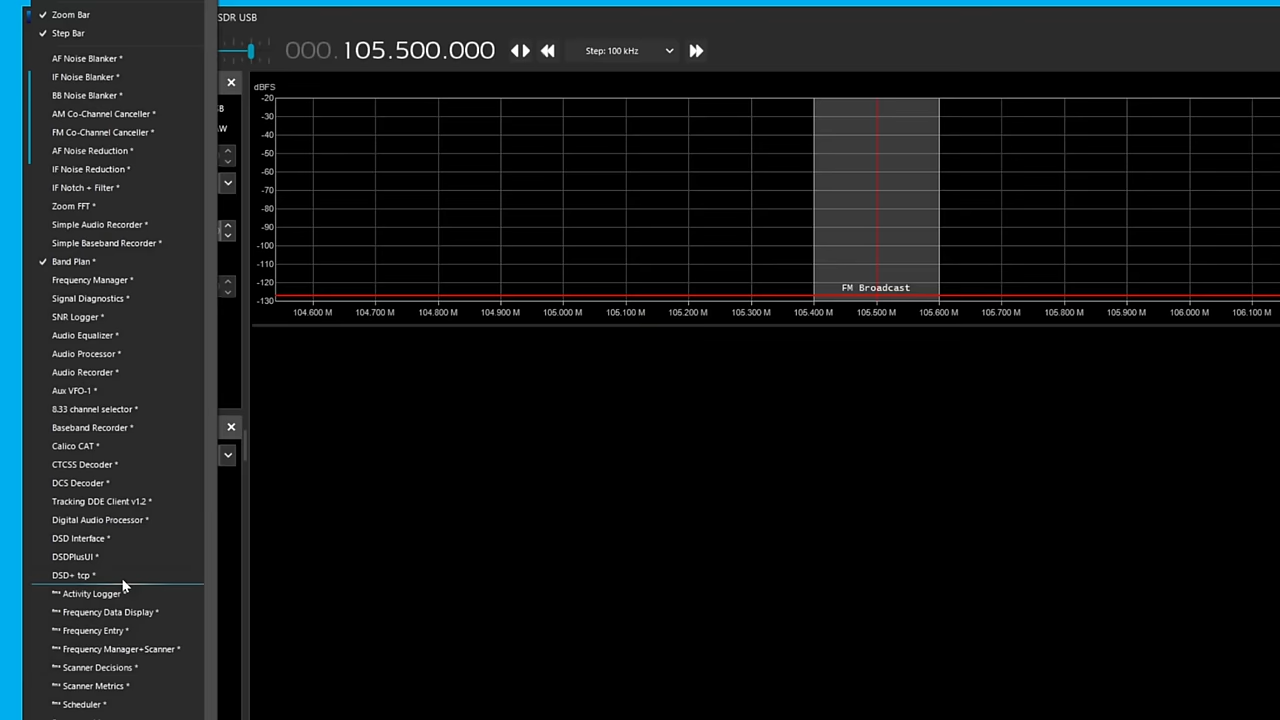 Zoom Bar
SDR USB
Step Bar
000.105.500.000
Step: 100 kHz
AF Noise Blanker *
IF Noise Blanker *
BB Noise Blanker *
AM Co-Channel Canceller *
FM Co-Channel Canceller *
AF Noise Reduction *
IF Noise Reduction *
IF Notch + Filter *
Zoom FFT *
Simple Audio Recorder *
Simple Baseband Recorder *
Band Plan *
Frequency Manager *
Signal Diagnostics *
SNR Logger *
Audio Equalizer *
Audio Processor *
Audio Recorder *
Aux VFO-1 *
8.33 channel selector *
Baseband Recorder *
Calico CAT *
CTCSS Decoder *
DCS Decoder *
Tracking DDE Client v1.2 *
Digital Audio Processor *
DSD Interface *
DSDPlusUI *
DSD+ tcp *
Activity Logger
Frequency Data Display *
Frequency Entry *
Frequency Manager+Scanner *
Scanner Decisions *
Scanner Metrics *
Scheduler *
B
W
dBFS
-20
-30
-40
-50
-60
-70
-80
-90
-100
-110
-120
-130
FM Broadcast
104.600 M 104.700 M 104.800 M 104.900 M 105.000 M 105.100 M 105.200 M 105.300 M 105.400 M 105.500 M 105.600 M 105.700 M 105.800 M 105.900 M 106.000 M 106.100 M